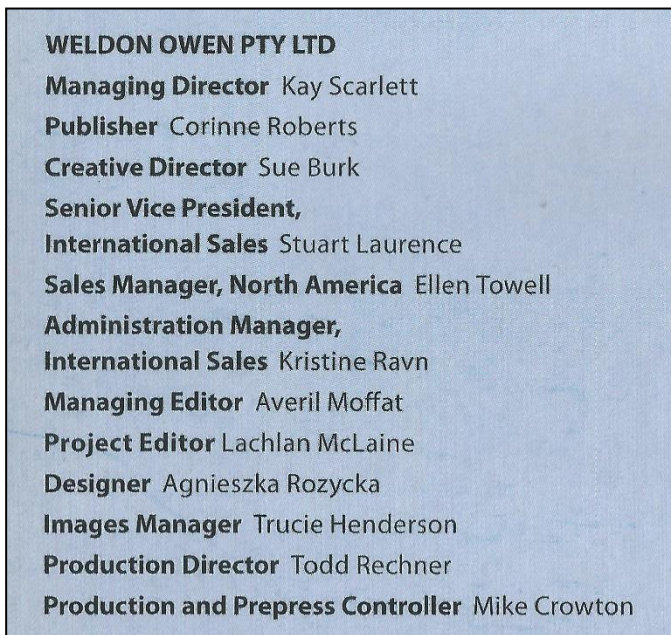 WELDON OWEN PTY LTD
Managing Director Kay Scarlett
Publisher Corinne Roberts
Creative Director Sue Burk
Senior Vice President,
International Sales Stuart Laurence
Sales Manager, North America Ellen Towell
Administration Manager,
International Sales Kristine Ravn
Managing Editor Averil Moffat
Project Editor Lachlan McLaine
Designer Agnieszka Rozycka
Images Manager Trucie Henderson
Production Director Todd Rechner
Production and Prepress Controller Mike Crowton